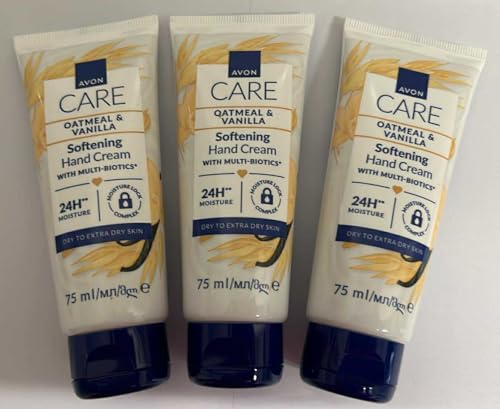 AVON
CARE
OATMEAL &
VANILLA
Softening
Hand Cream
WITH MULTI-BIOTICS*
24H**
MOISTURE
MOISTURE LOCK
COMPLEX
DRY TO EXTRA DRY SKIN
75 ml/мл/მლ e
AVON
CARE
OATMEAL &
VANILLA
Softening
Hand Cream
WITH MULTI-BIOTICS*
24H**
MOISTURE
MOISTURE LOCK
COMPLEX
DRY TO EXTRA DRY SKIN
75 ml/мл/მლ e
AVON
CARE
OATMEAL &
VANILLA
Softening
Hand Cream
WITH MULTI-BIOTICS*
24H**
MOISTURE
MOISTURE LOCK
COMPLEX
DRY TO EXTRA DRY SKIN
75 ml/мл/მლ e